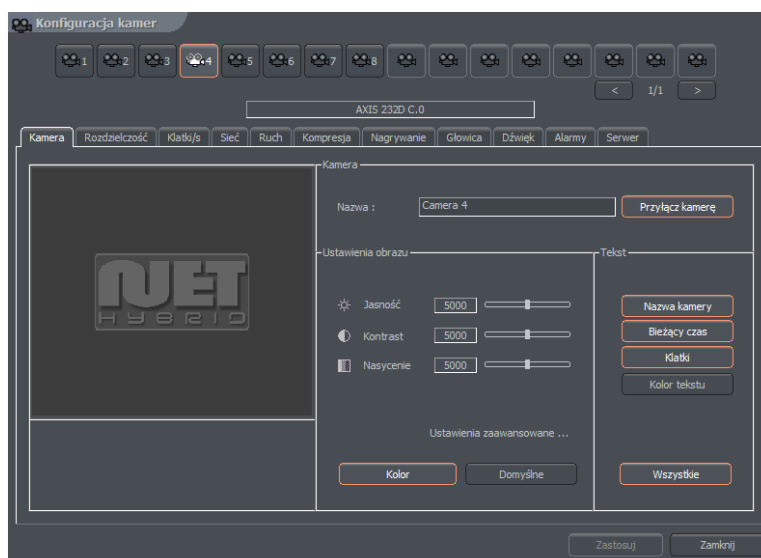 Konfiguracja kamer
:1 :2 :3 :4 :5 :6 :7 :8
< 1/1 >
AXIS 232D C.0
Kamera Rozdzielczość Klatki/s Sieć Ruch Kompresja Nagrywanie Głowica Dźwięk Alarmy Serwer
Kamera
Nazwa : Camera 4 Przyłącz kamerę
NET
HYBRID
Ustawienia obrazu
Jasność 5000
Kontrast 5000
Nasycenie 5000
Ustawienia zaawansowane ...
Kolor Domyślne
Tekst
Nazwa kamery
Bieżący czas
Klatki
Kolor tekstu
Wszystkie
Zastosuj Zamknij